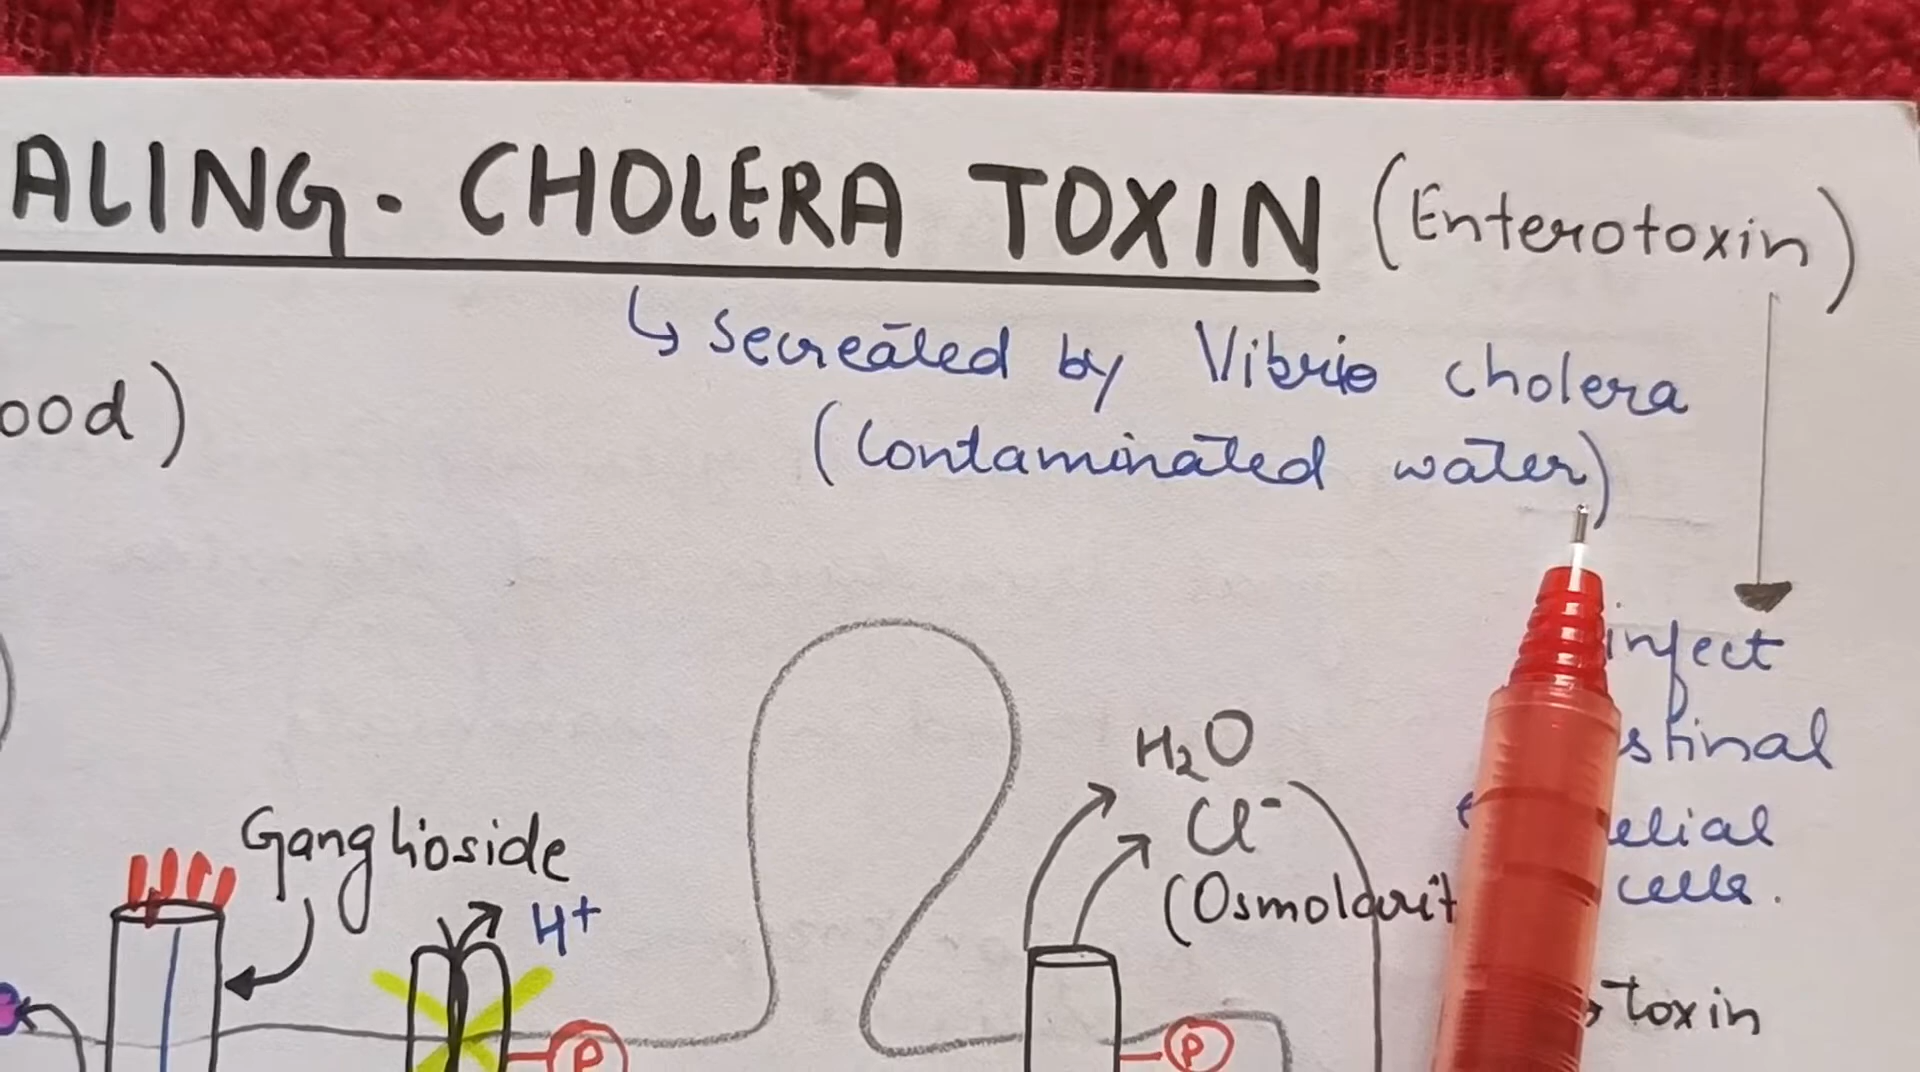 ALING. CHOLERA TOXIN (Enterotoxin)
↳ secreated by Vibrio cholera
ood)
(Contaminated water)
infect
stinal
H₂O
Cl⁻
elial
Ganglioside
(Osmolarit
cells.
H+
toxin
P
P